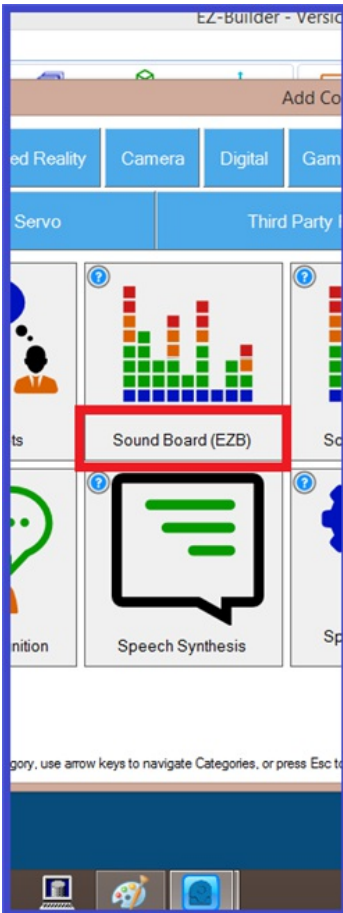 EZ-Builder - Versio
Add Co
ed Reality Camera Digital Gam
Servo Third Party
ts Sound Board (EZB) So
nition Speech Synthesis Sp
gory, use arrow keys to navigate Categories, or press Esc to